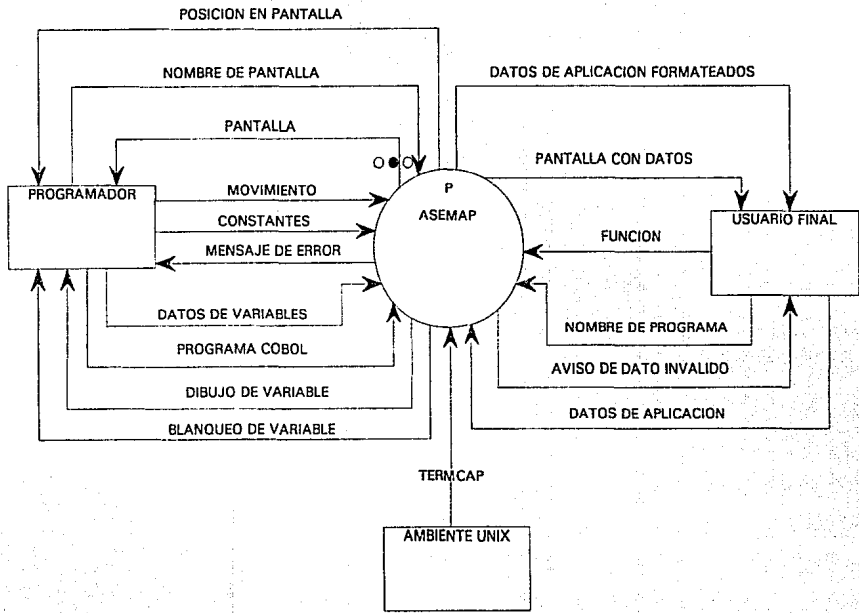 POSICION EN PANTALLA
NOMBRE DE PANTALLA
DATOS DE APLICACION FORMATEADOS
PANTALLA
PANTALLA CON DATOS
P
ASEMAP
PROGRAMADOR
MOVIMIENTO
CONSTANTES
MENSAJE DE ERROR
USUARIO FINAL
FUNCION
DATOS DE VARIABLES
NOMBRE DE PROGRAMA
PROGRAMA COBOL
AVISO DE DATO INVALIDO
DIBUJO DE VARIABLE
DATOS DE APLICACION
BLANQUEO DE VARIABLE
TERMCAP
AMBIENTE UNIX